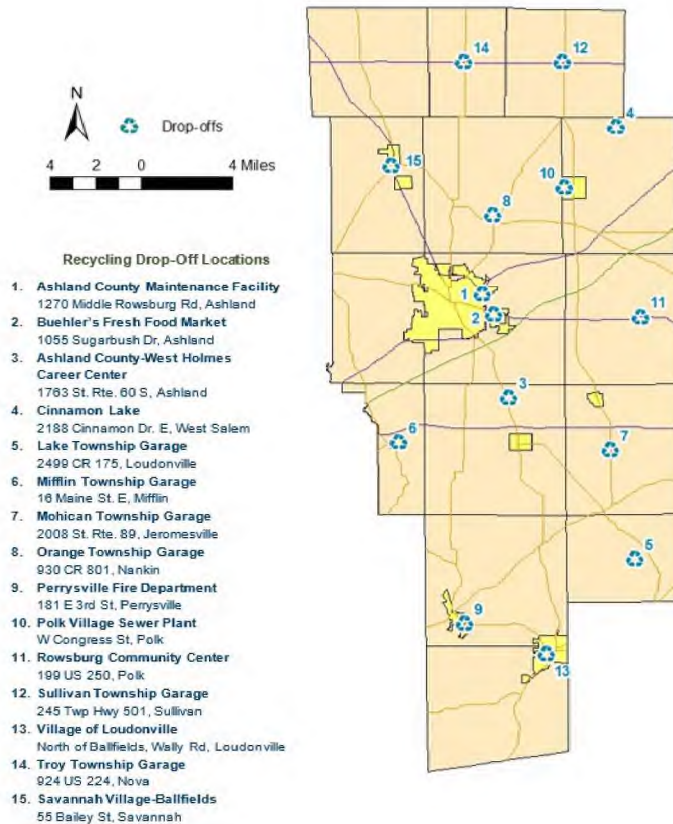 N
Drop-offs
4 2 0 4 Miles
Recycling Drop-Off Locations
1. Ashland County Maintenance Facility
1270 Middle Rowsburg Rd, Ashland
2. Buehler's Fresh Food Market
1055 Sugarbush Dr, Ashland
3. Ashland County-West Holmes
Career Center
1763 St. Rte. 60 S, Ashland
4. Cinnamon Lake
2188 Cinnamon Dr. E, West Salem
5. Lake Township Garage
2499 CR 175, Loudonville
6. Mifflin Township Garage
16 Maine St. E, Mifflin
7. Mohican Township Garage
2008 St. Rte. 89, Jeromesville
8. Orange Township Garage
930 CR 801, Nankin
9. Perrysville Fire Department
181 E 3rd St, Perrysville
10. Polk Village Sewer Plant
W Congress St, Polk
11. Rowsburg Community Center
199 US 250, Polk
12. Sullivan Township Garage
245 Twp Hwy 501, Sullivan
13. Village of Loudonville
North of Ballfields, Wally Rd, Loudonville
14. Troy Township Garage
924 US 224, Nova
15. Savannah Village-Ballfields
55 Bailey St, Savannah
14
12
4
15
10
8
1
2
11
3
6
7
5
9
13